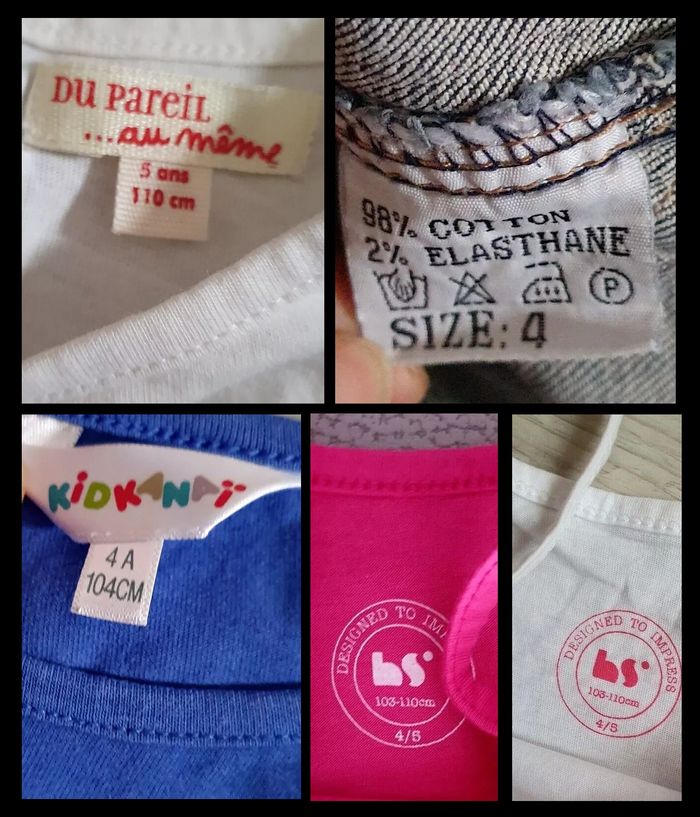 Du Pareil
...au même
5 ans
110 cm
98% COTTON
2% ELASTHANE
P
SIZE: 4
KIDKANAÏ
4 A
104CM
DESIGNED TO IMP
bs
103-110cm
4/5
DESIGNED TO IMPRESS
bs
103-110cm
4/5